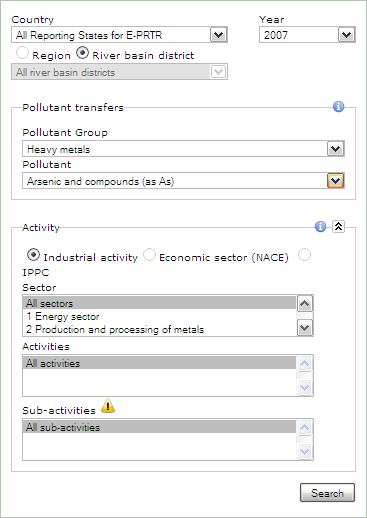 Country Year
All Reporting States for E-PRTR 2007
Region River basin district
All river basin districts
Pollutant transfers
Pollutant Group
Heavy metals
Pollutant
Arsenic and compounds (as As)
Activity
Industrial activity Economic sector (NACE)
IPPC
Sector
All sectors
1 Energy sector
2 Production and processing of metals
Activities
All activities
Sub-activities
All sub-activities
Search